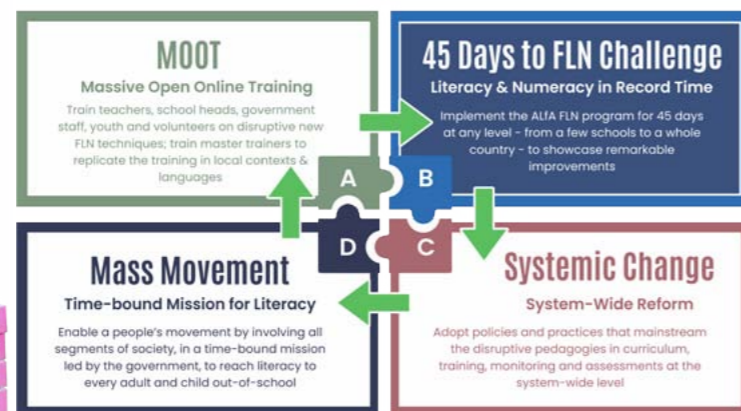 MOOT
Massive Open Online Training
Train teachers, school heads, government
staff, youth and volunteers on disruptive new
FLN techniques; train master trainers to
replicate the training in local contexts &
languages
A
45 Days to FLN Challenge
Literacy & Numeracy in Record Time
Implement the ALfA FLN program for 45 days
at any level - from a few schools to a whole
country - to showcase remarkable
improvements
B
D
Mass Movement
Time-bound Mission for Literacy
Enable a people's movement by involving all
segments of society, in a time-bound mission
led by the government, to reach literacy to
every adult and child out-of-school
C
Systemic Change
System-Wide Reform
Adopt policies and practices that mainstream
the disruptive pedagogies in curriculum,
training, monitoring and assessments at the
system-wide level